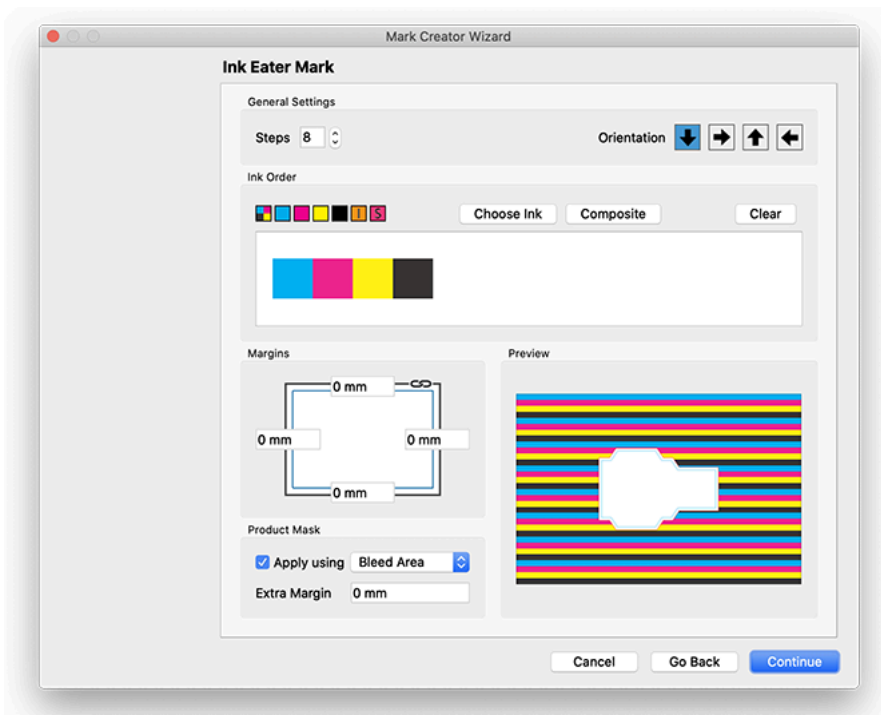 Mark Creator Wizard
Ink Eater Mark
General Settings
Steps 8 Orientation
Ink Order
I S Choose Ink Composite Clear
Margins Preview
0 mm
0 mm 0 mm
0 mm
Product Mask
Apply using Bleed Area
Extra Margin 0 mm
Cancel Go Back Continue